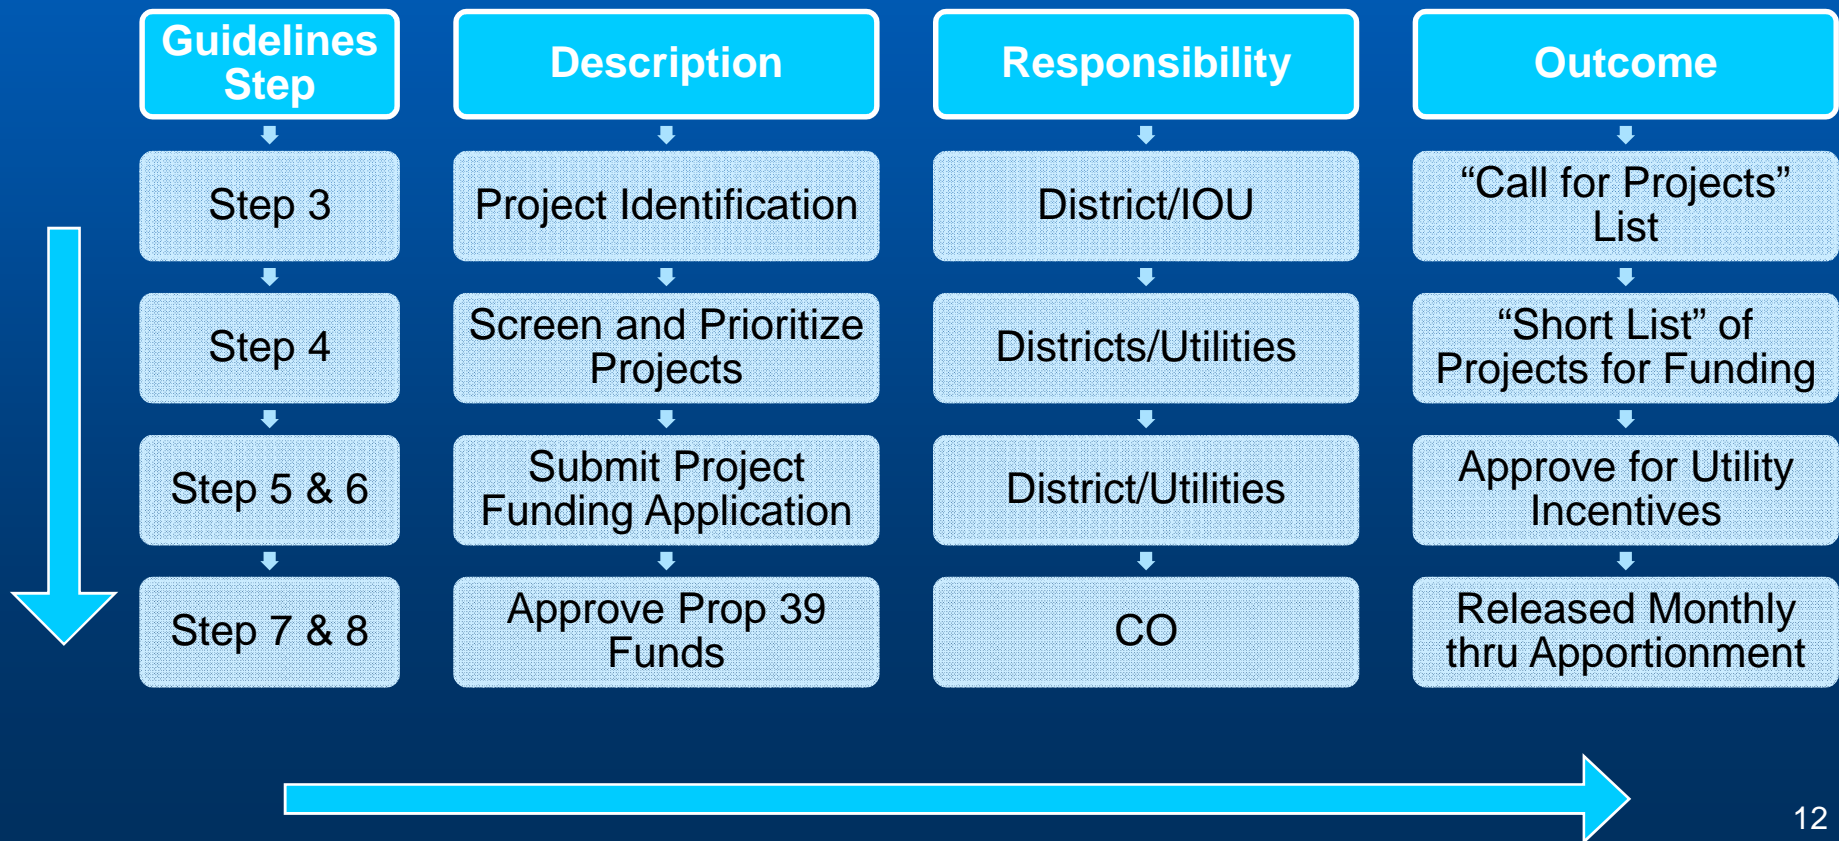 Guidelines
Step
Description
Responsibility
Outcome
Step 3
Project Identification
District/IOU
“Call for Projects”
List
Step 4
Screen and Prioritize
Projects
Districts/Utilities
“Short List” of
Projects for Funding
Step 5 & 6
Submit Project
Funding Application
District/Utilities
Approve for Utility
Incentives
Step 7 & 8
Approve Prop 39
Funds
CO
Released Monthly
thru Apportionment
12